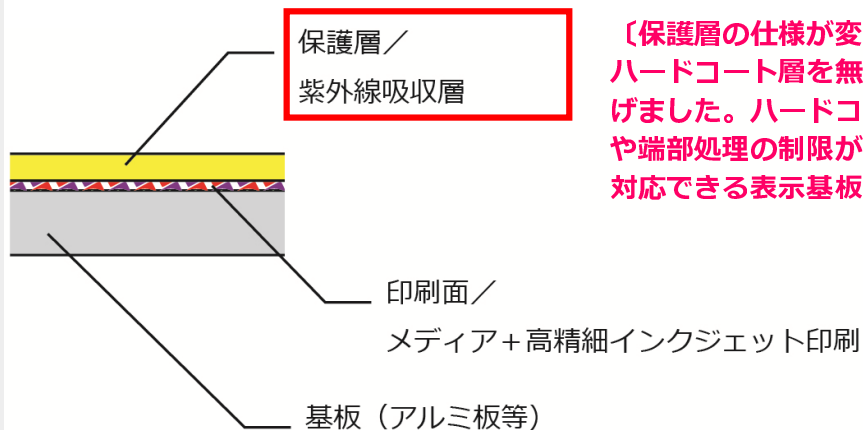 保護層／
紫外線吸収層
〔保護層の仕様が変
ハードコート層を無
げました。ハードコ
や端部処理の制限が
対応できる表示基板
印刷面／
メディア＋高精細インクジェット印刷
基板（アルミ板等）